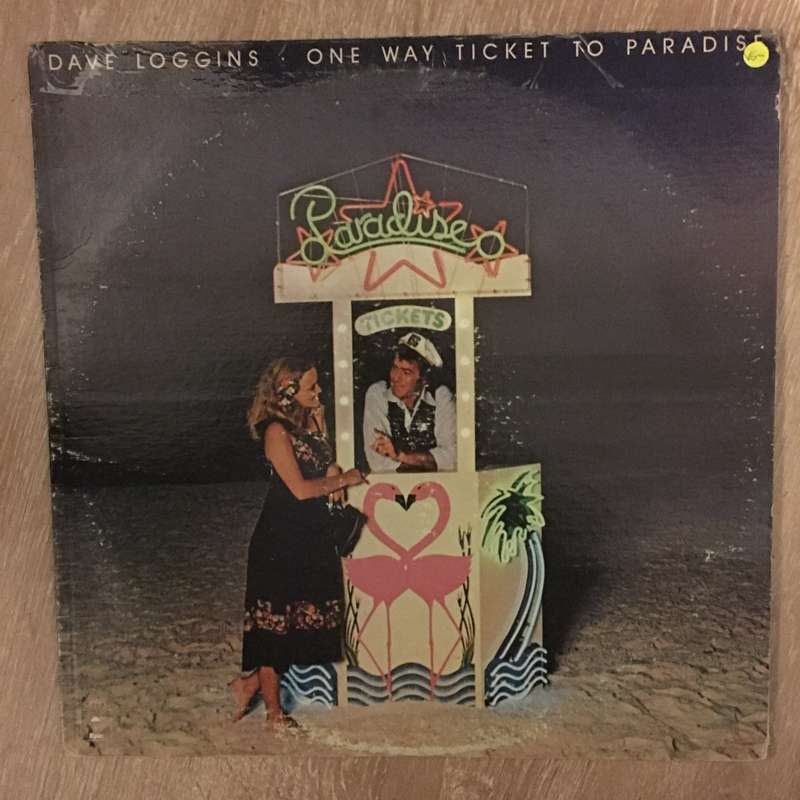 DAVE LOGGINS · ONE WAY TICKET TO PARADISE
Paradise
TICKETS